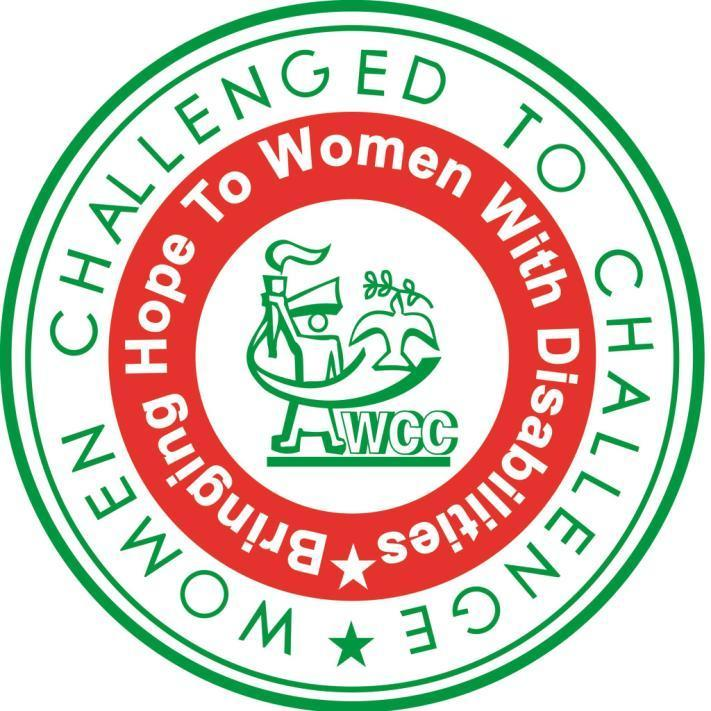 WOMEN CHALLENGED TO CHALLENGE
Bringing Hope To Women With Disabilities
WCC